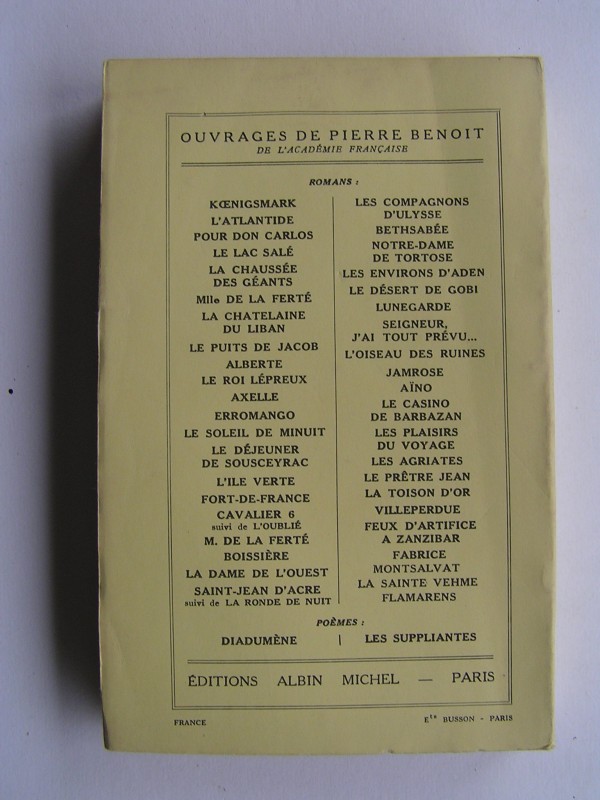 OUVRAGES DE PIERRE BENOIT
DE L'ACADÉMIE FRANÇAISE
ROMANS :
KŒNIGSMARK
L'ATLANTIDE
POUR DON CARLOS
LE LAC SALÉ
LA CHAUSSÉE
DES GÉANTS
Mlle DE LA FERTÉ
LA CHATELAINE
DU LIBAN
LE PUITS DE JACOB
ALBERTE
LE ROI LÉPREUX
AXELLE
ERROMANGO
LE SOLEIL DE MINUIT
LE DÉJEUNER
DE SOUSCEYRAC
L'ILE VERTE
FORT-DE-FRANCE
CAVALIER 6
suivi de L'OUBLIÉ
M. DE LA FERTÉ
BOISSIÈRE
LA DAME DE L'OUEST
SAINT-JEAN D'ACRE
suivi de LA RONDE DE NUIT
LES COMPAGNONS
D'ULYSSE
BETHSABÉE
NOTRE-DAME
DE TORTOSE
LES ENVIRONS D'ADEN
LE DÉSERT DE GOBI
LUNEGARDE
SEIGNEUR,
J'AI TOUT PRÉVU...
L'OISEAU DES RUINES
JAMROSE
AÏNO
LE CASINO
DE BARBAZAN
LES PLAISIRS
DU VOYAGE
LES AGRIATES
LE PRÊTRE JEAN
LA TOISON D'OR
VILLEPERDUE
FEUX D'ARTIFICE
A ZANZIBAR
FABRICE
MONTSALVAT
LA SAINTE VEHME
FLAMARENS
POÈMES :
DIADUMÈNE | LES SUPPLIANTES
ÉDITIONS ALBIN MICHEL — PARIS
FRANCE
Ets BUSSON - PARIS